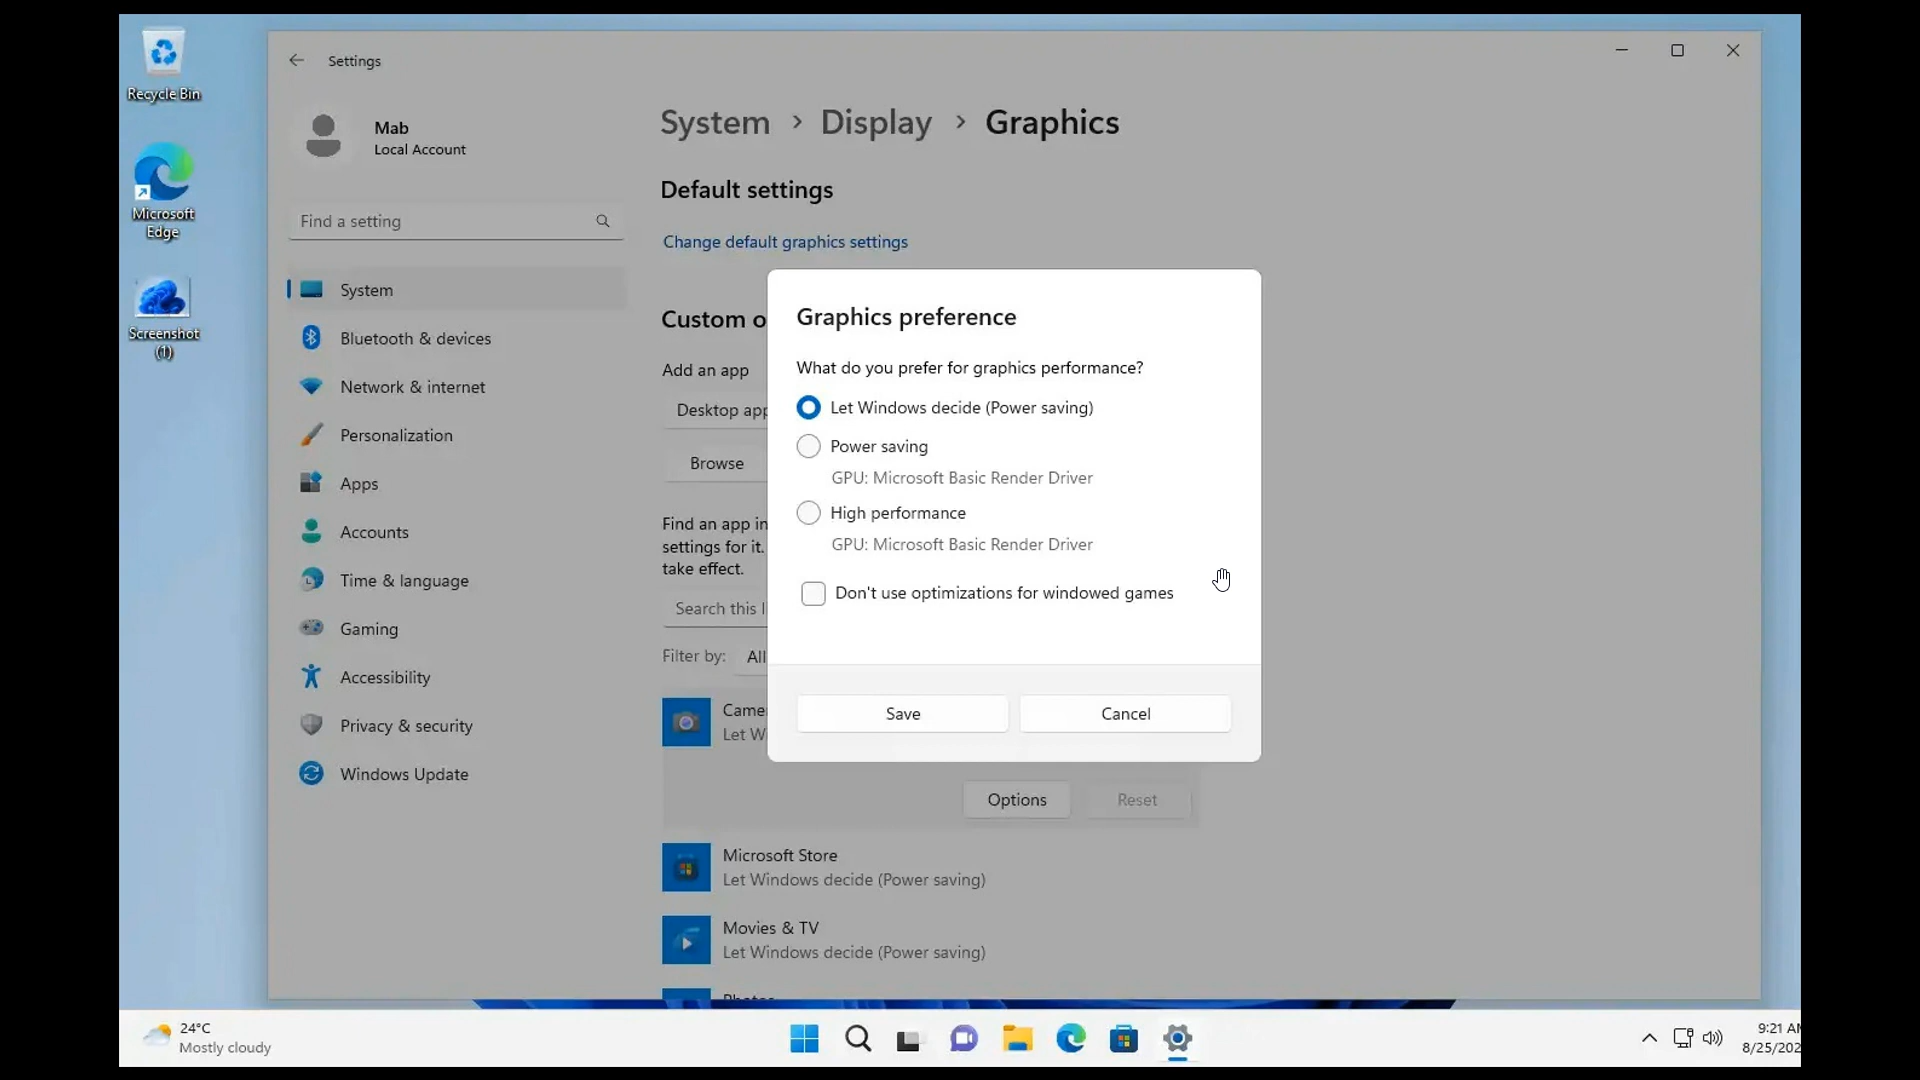 Recycle Bin
Microsoft
Edge
Screenshot
(1)
Settings
Mab
Local Account
Find a setting
System
Bluetooth & devices
Network & internet
Personalization
Apps
Accounts
Time & language
Gaming
Accessibility
Privacy & security
Windows Update
System > Display > Graphics
Default settings
Change default graphics settings
Custom o
Add an app
Desktop app
Browse
Find an app in
settings for it.
take effect.
Search this l
Filter by: All
Came
Let W
Options
Reset
Microsoft Store
Let Windows decide (Power saving)
Movies & TV
Let Windows decide (Power saving)
Photos
Graphics preference
What do you prefer for graphics performance?
Let Windows decide (Power saving)
Power saving
GPU: Microsoft Basic Render Driver
High performance
GPU: Microsoft Basic Render Driver
Don't use optimizations for windowed games
Save
Cancel
24°C
Mostly cloudy
9:21 AM
8/25/202